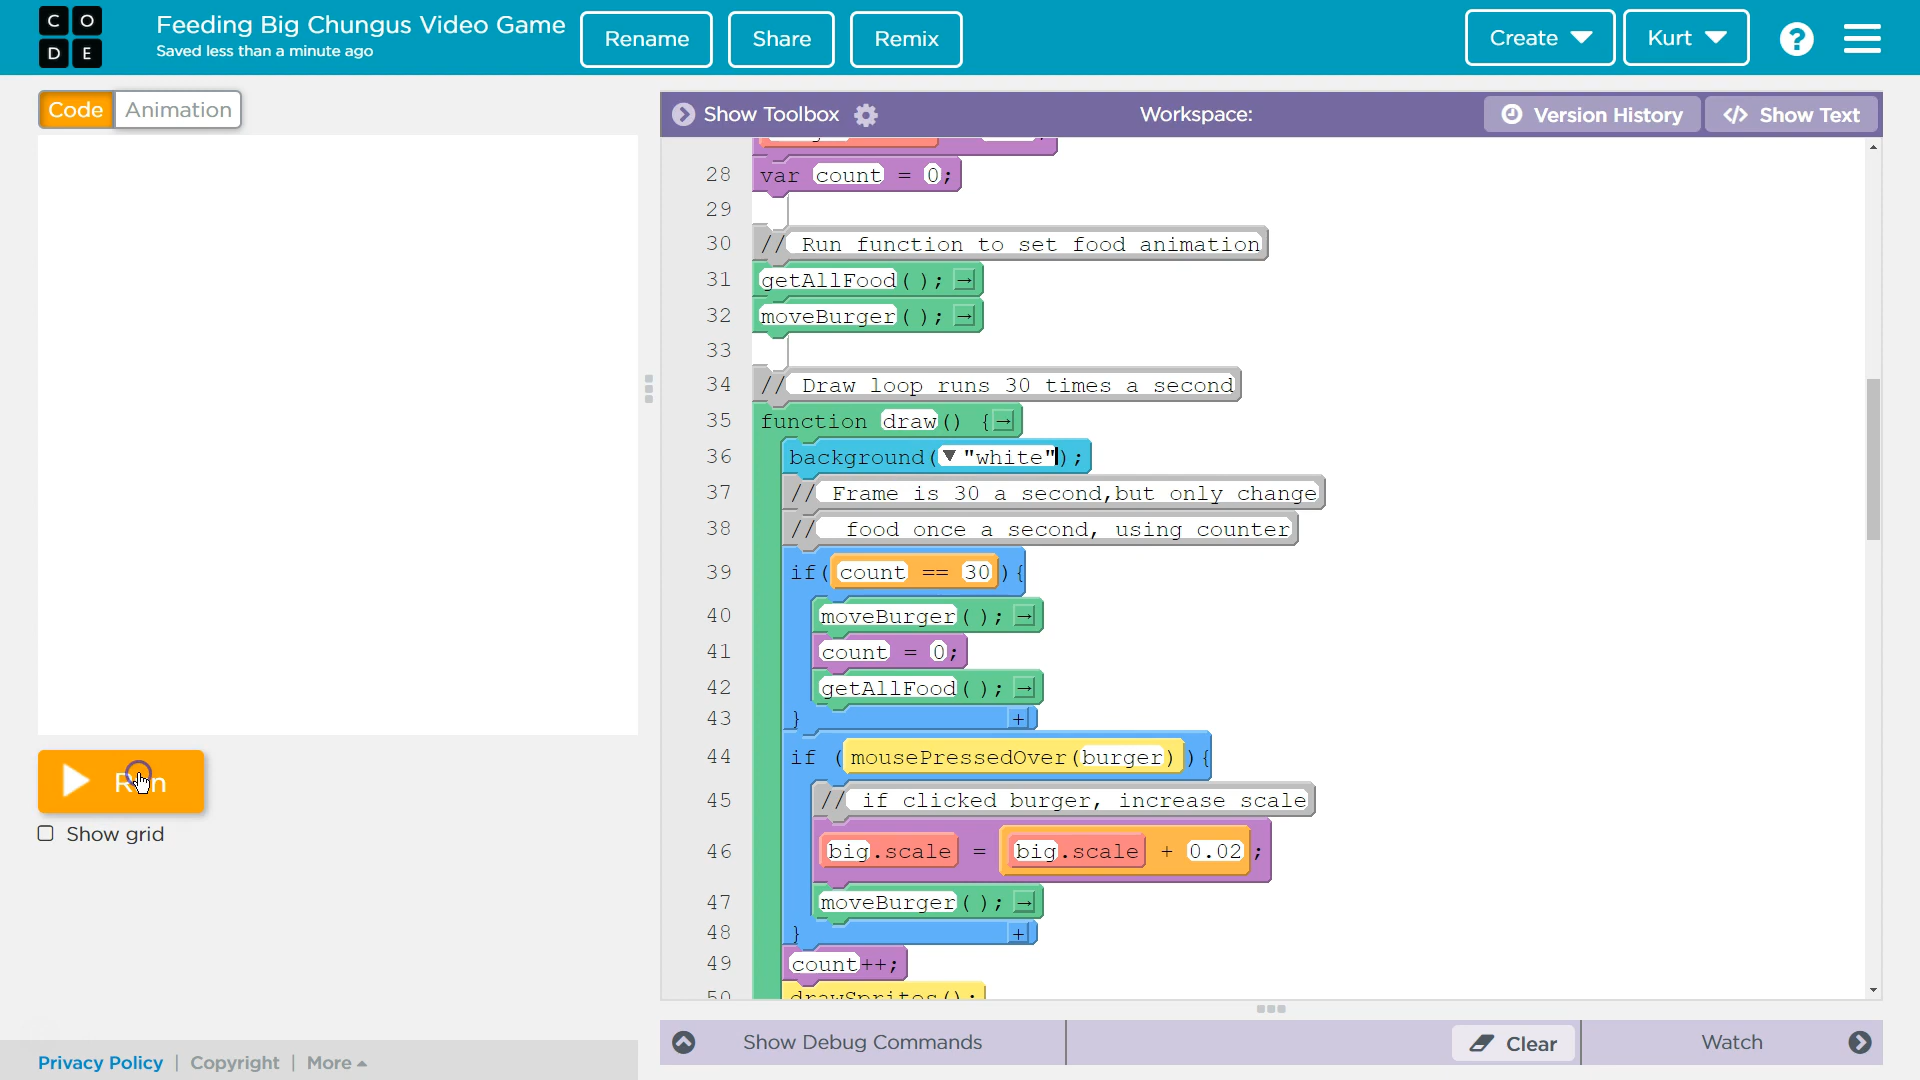 C O
D E
Feeding Big Chungus Video Game
Saved less than a minute ago
Rename
Share
Remix
Create
Kurt
?
Code
Animation
Show Toolbox
Workspace:
Version History
</> Show Text
28 var count = 0;
29
30 // Run function to set food animation
31 getAllFood( ); →
32 moveBurger( ); →
33
34 // Draw loop runs 30 times a second
35 function draw() { →
36 background( ▼ "white");
37 // Frame is 30 a second,but only change
38 // food once a second, using counter
39 if( count == 30 ){
40 moveBurger( ); →
41 count = 0;
42 getAllFood( ); →
43 } +
44 if ( mousePressedOver(burger) ){
45 // if clicked burger, increase scale
46 big.scale = big.scale + 0.02 ;
47 moveBurger( ); →
48 } +
49 count++;
50 drawSprites();
Run
Show grid
Show Debug Commands
Clear
Watch
Privacy Policy | Copyright | More